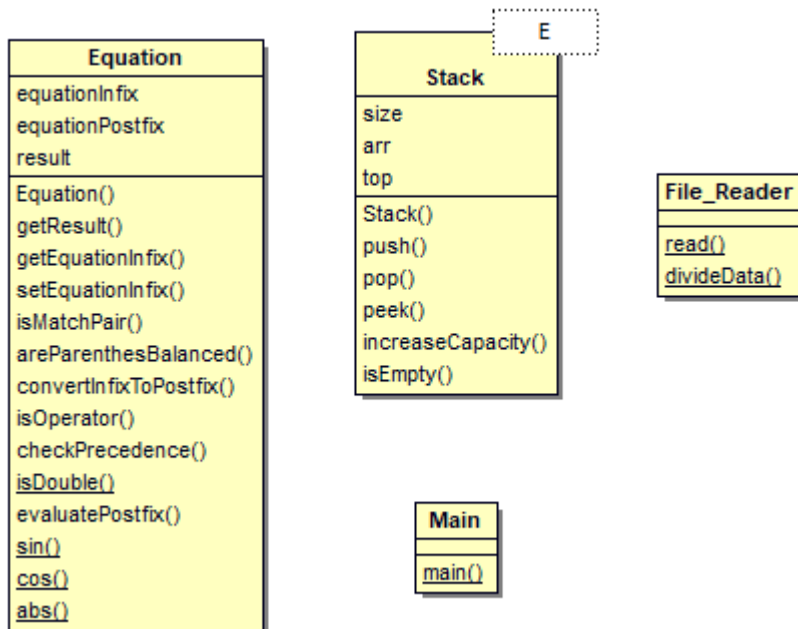 Equation
equationInfix
equationPostfix
result
Equation()
getResult()
getEquationInfix()
setEquationInfix()
isMatchPair()
areParenthesBalanced()
convertInfixToPostfix()
isOperator()
checkPrecedence()
isDouble()
evaluatePostfix()
sin()
cos()
abs()
E
Stack
size
arr
top
Stack()
push()
pop()
peek()
increaseCapacity()
isEmpty()
File_Reader
read()
divideData()
Main
main()